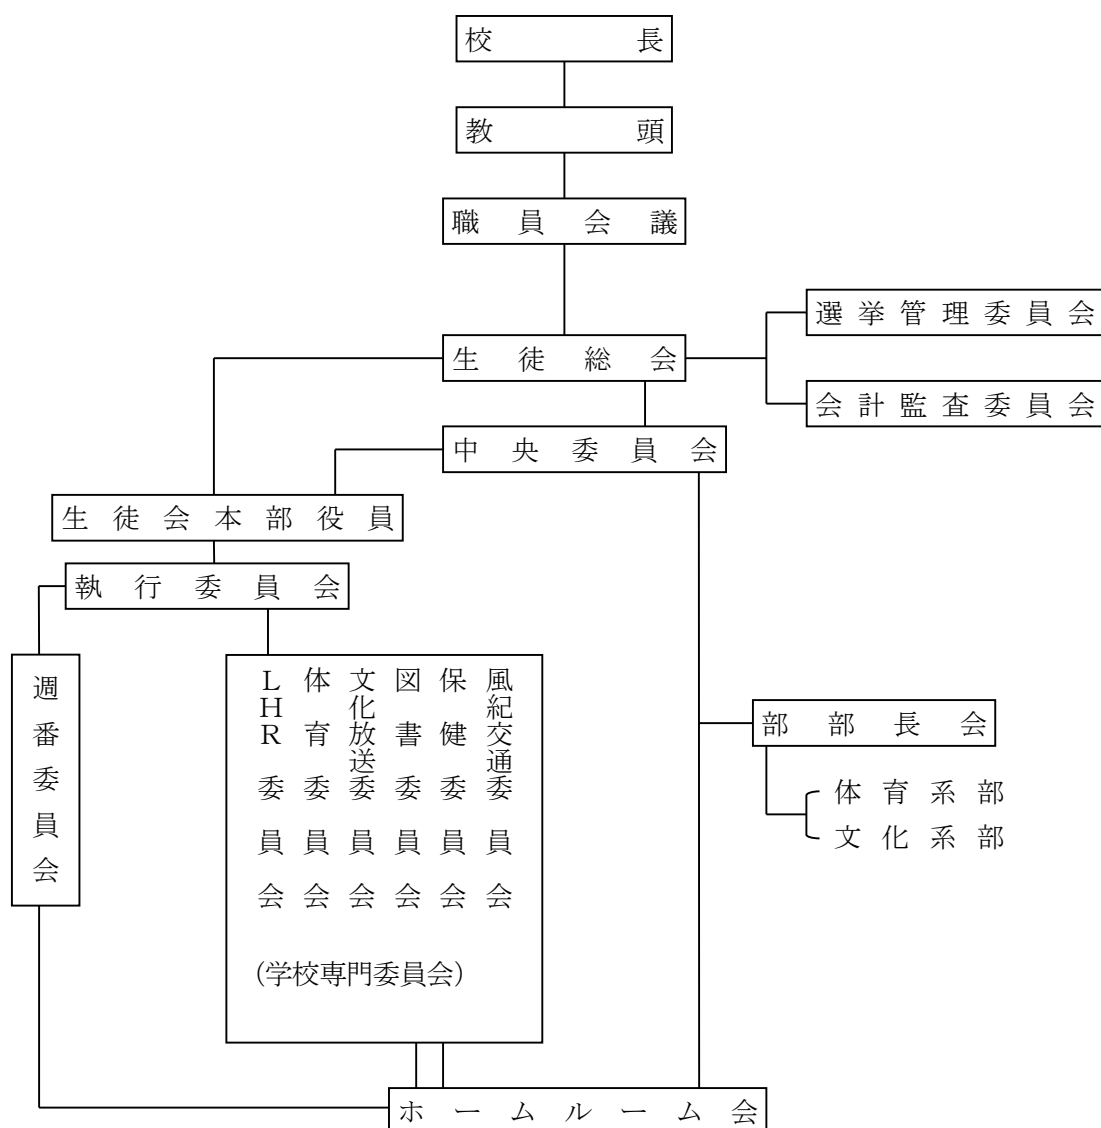 校長
教頭
職員会議
選挙管理委員会
生徒総会
会計監査委員会
中央委員会
生徒会本部役員
執行委員会
週番委員会
風紀交通委員会
保健委員会
図書委員会
文化放送委員会
体育委員会
LHR委員会
(学校専門委員会)
部部長会
体育系部
文化系部
ホームルーム会